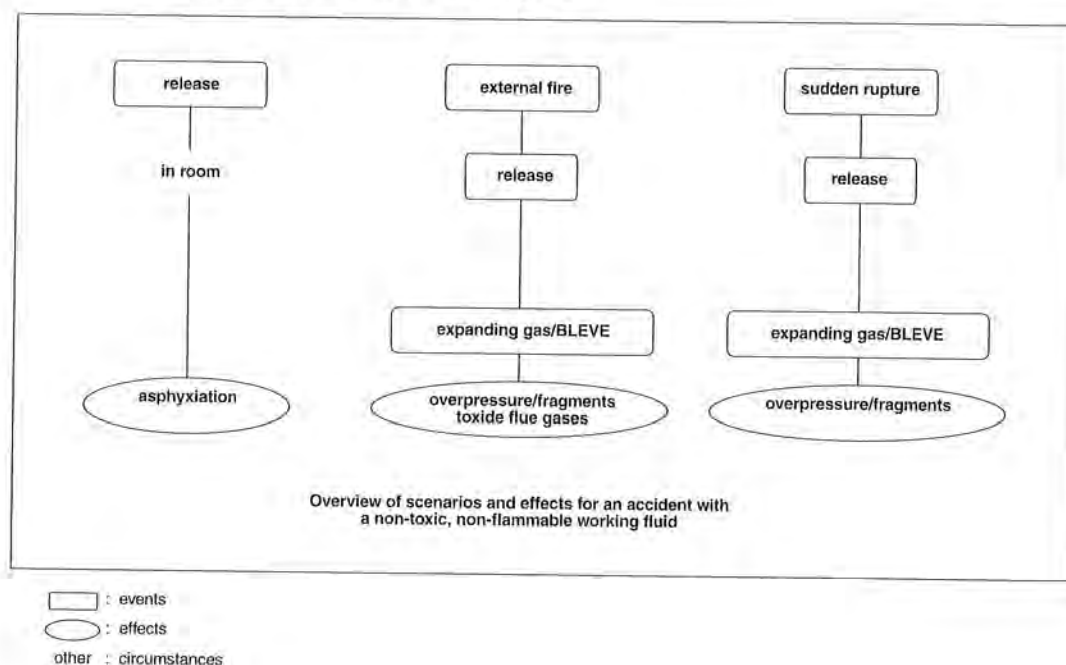 release
in room
asphyxiation
external fire
release
expanding gas/BLEVE
overpressure/fragments
toxide flue gases
sudden rupture
release
expanding gas/BLEVE
overpressure/fragments
Overview of scenarios and effects for an accident with
a non-toxic, non-flammable working fluid
: events
: effects
other : circumstances